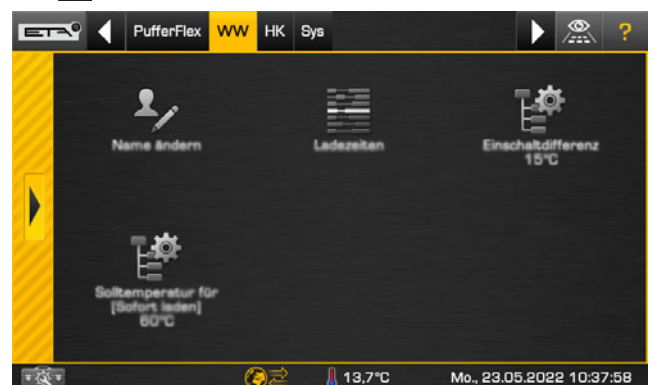 ETA PufferFlex WW HK Sys ?
Name ändern
Ladezeiten
Einschaltdifferenz
15°C
Solltemperatur für
[Sofort laden]
60°C
13,7°C Mo., 23.05.2022 10:37:58